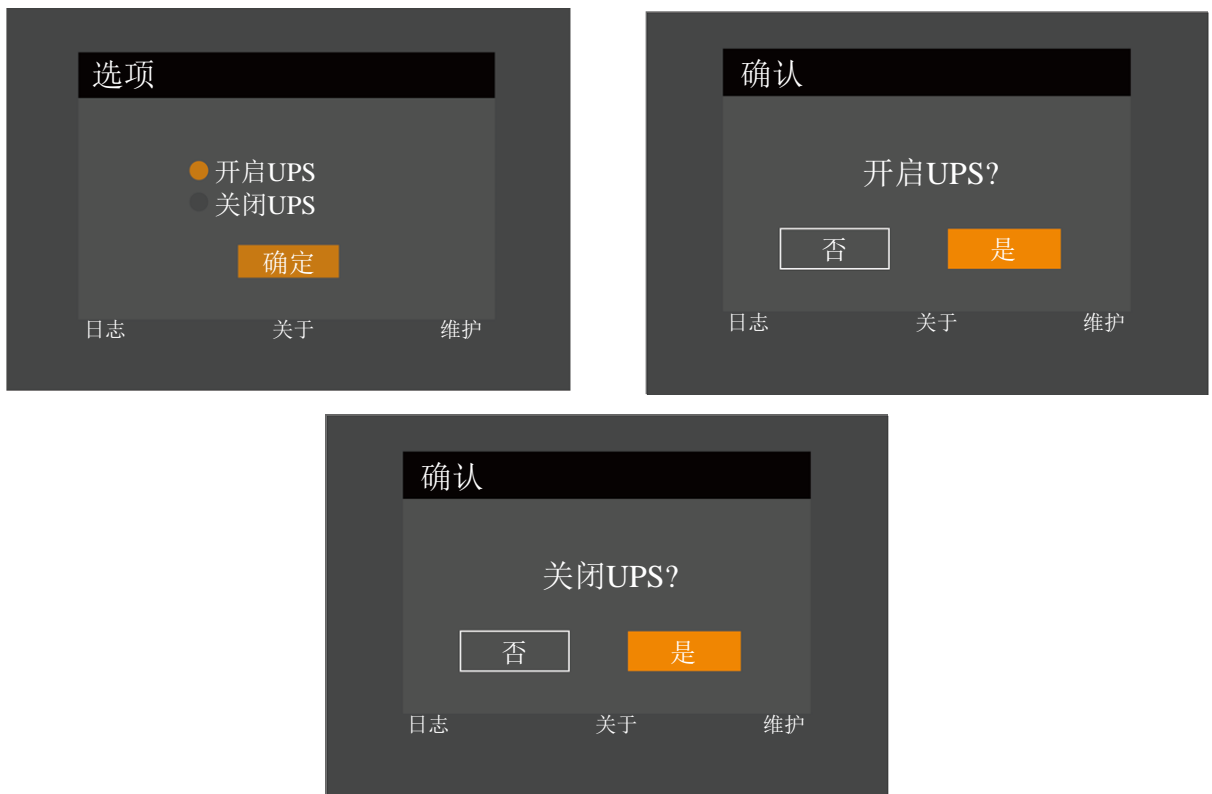 选项
开启UPS
关闭UPS
确定
日志 关于 维护
确认
开启UPS?
否 是
日志 关于 维护
确认
关闭UPS?
否 是
日志 关于 维护